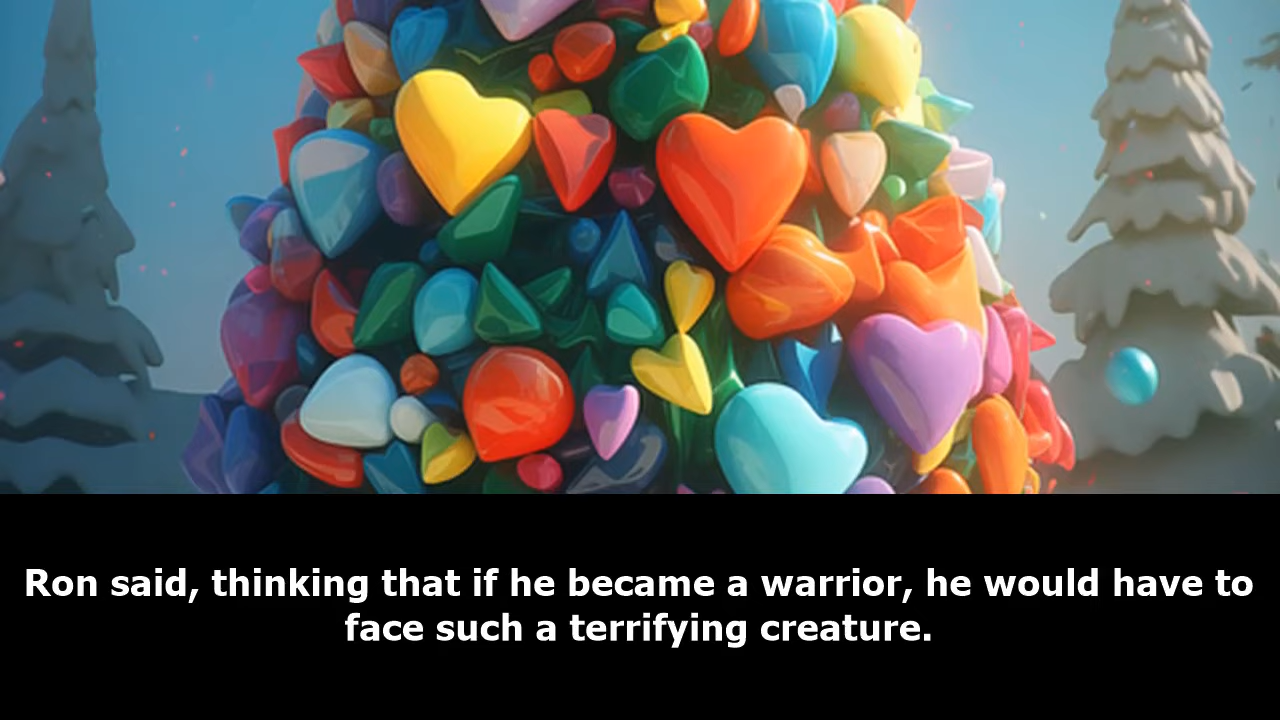 Ron said, thinking that if he became a warrior, he would have to
face such a terrifying creature.